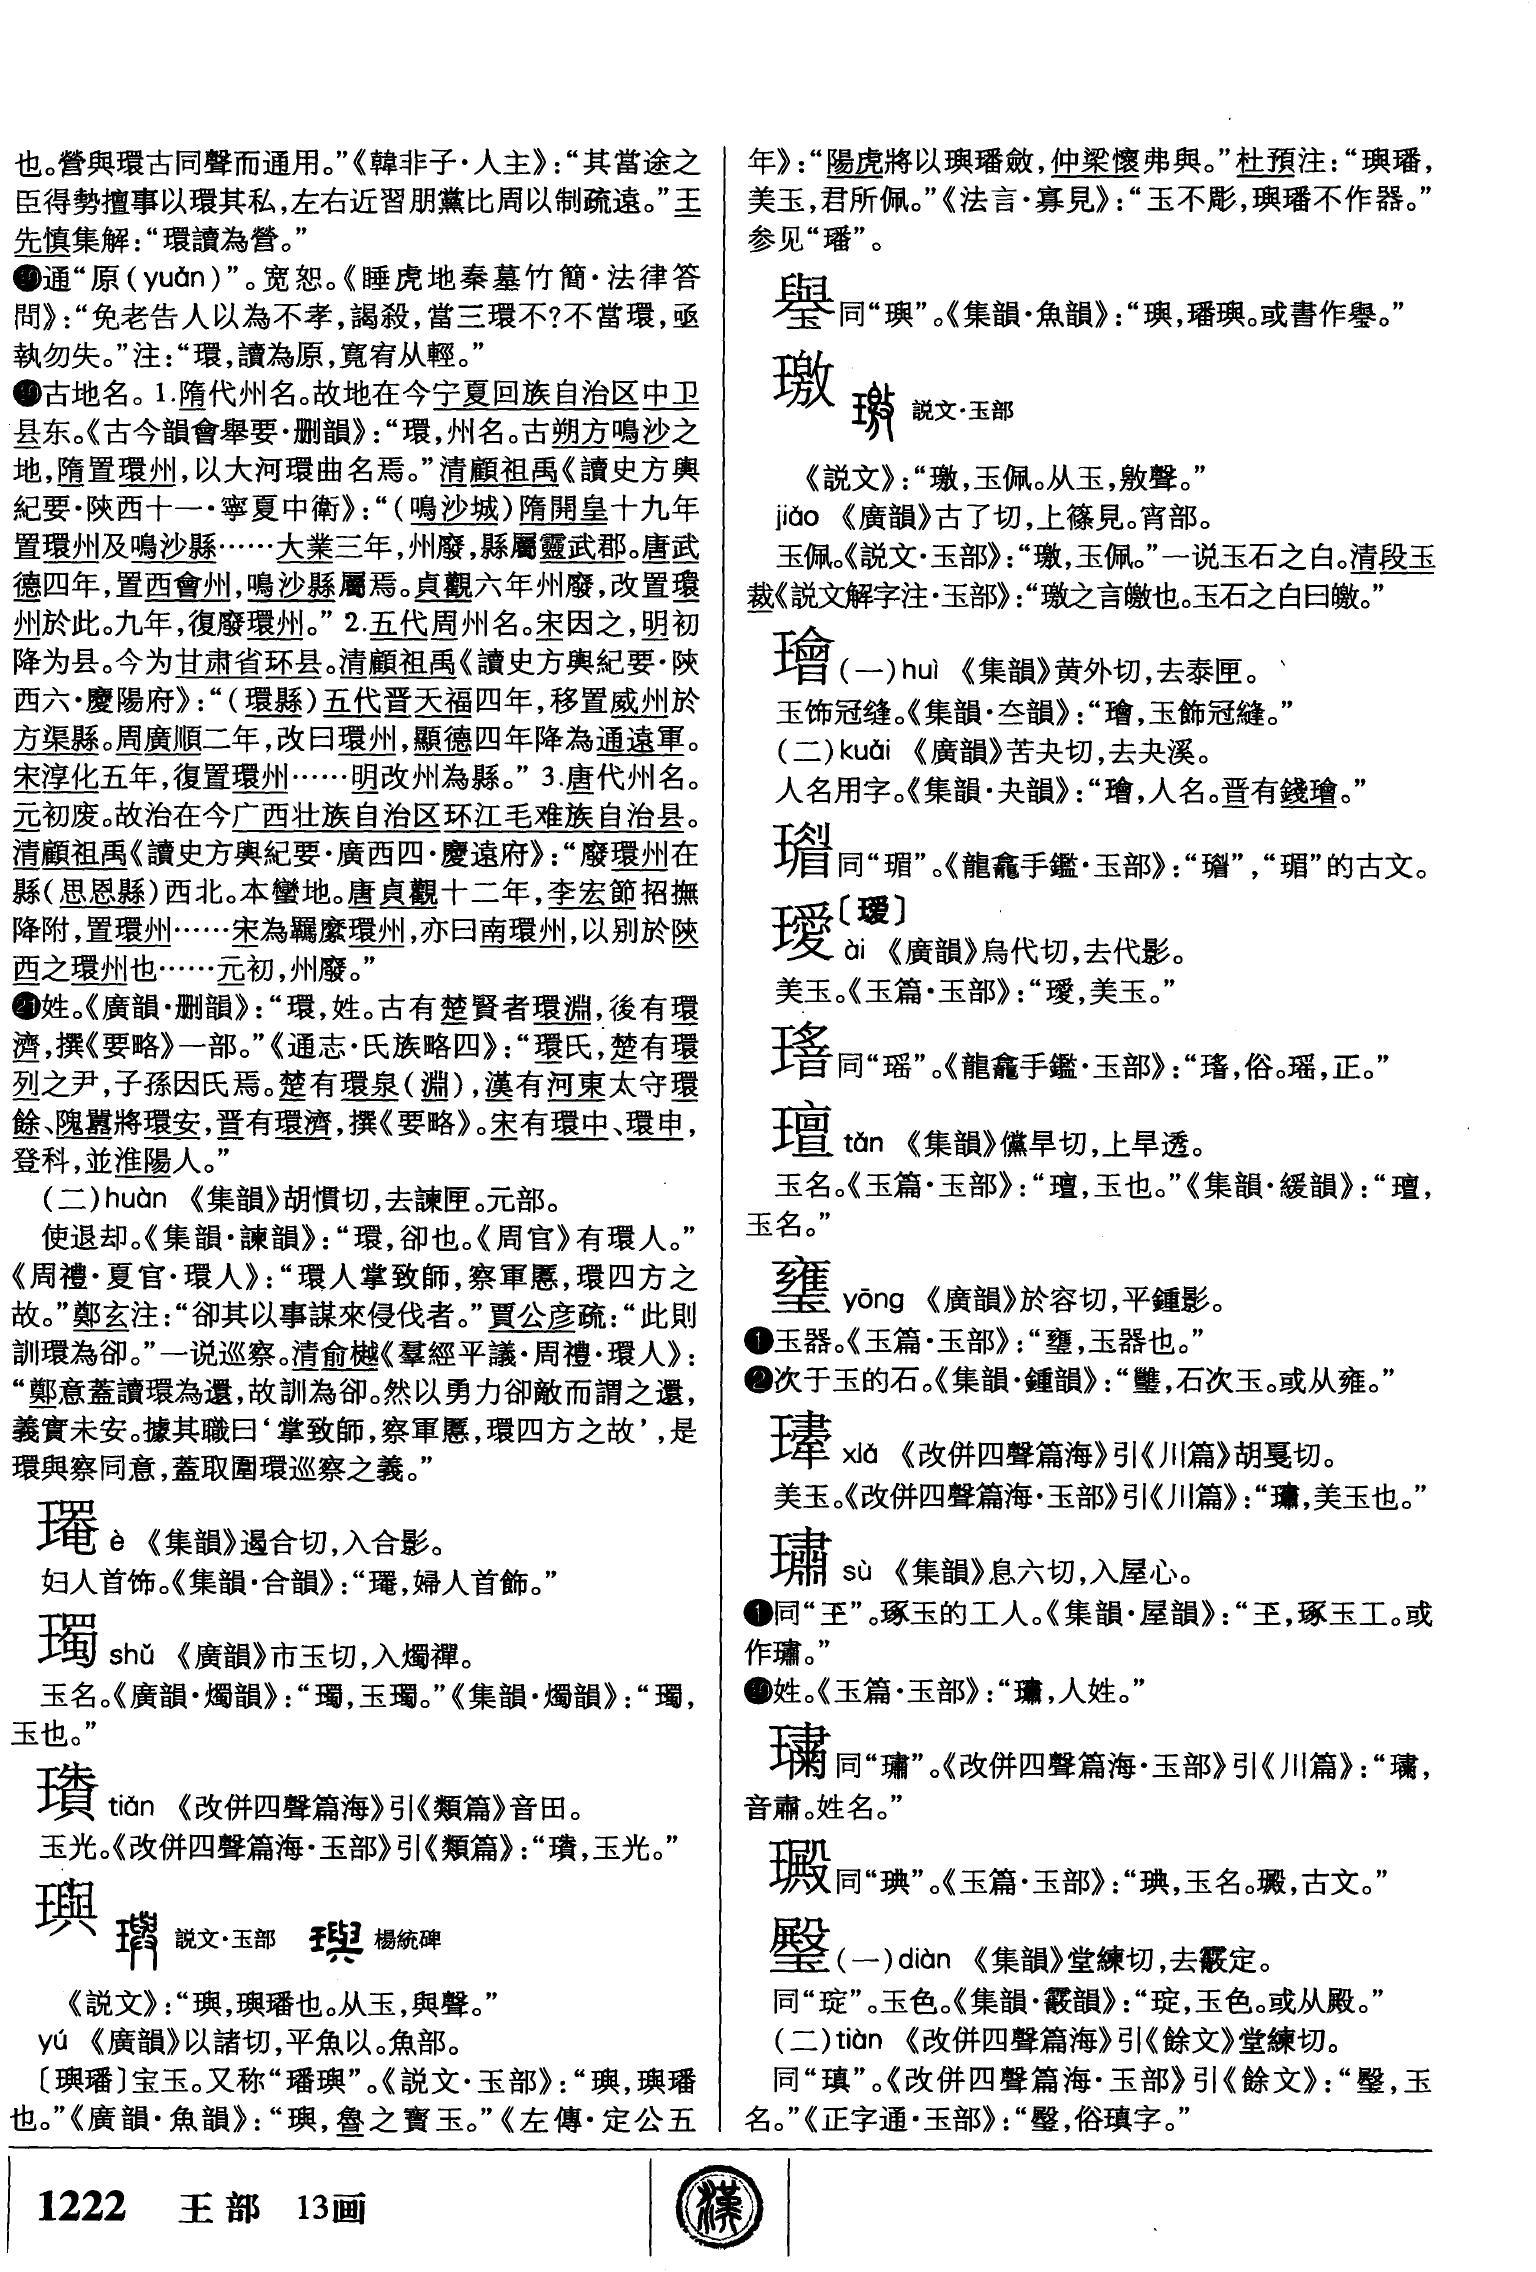 也。營與環古同聲而通用。”《韓非子·人主》：“其當途之
臣得勢擅事以環其私，左右近習朋黨比周以制疏遠。”王
先慎集解：“環讀為營。”
⓴通“原(yuǎn)”。宽恕。《睡虎地秦墓竹簡·法律答
問》：“免老告人以為不孝，謁殺，當三環不？不當環，亟
執勿失。”注：“環，讀為原，寬宥从輕。”
古地名。1.隋代州名。故地在今宁夏回族自治区中卫
县东。《古今韻會舉要·删韻》：“環，州名。古朔方鳴沙之
地，隋置環州，以大河環曲名焉。”清顧祖禹《讀史方輿
紀要·陝西十一·寧夏中衛》：“(鳴沙城)隋開皇十九年
置環州及鳴沙縣……大業三年，州廢，縣屬靈武郡。唐武
德四年，置西會州，鳴沙縣屬焉。貞觀六年州廢，改置環
州於此。九年，復廢環州。”2.五代周州名。宋因之，明初
降为县。今为甘肃省环县。清顧祖禹《讀史方輿紀要·陝
西六·慶陽府》：“(環縣)五代晋天福四年，移置威州於
方渠縣。周廣順二年，改曰環州，顯德四年降為通遠軍。
宋淳化五年，復置環州……明改州為縣。”3.唐代州名。
元初废。故治在今广西壮族自治区环江毛难族自治县。
清顧祖禹《讀史方輿紀要·廣西四·慶遠府》：“廢環州在
縣(思恩縣)西北。本蠻地。唐貞觀十二年，李宏節招撫
降附，置環州……宋為羈縻環州，亦曰南環州，以别於陝
西之環州也……元初，州廢。”
㉑姓。《廣韻·删韻》：“環，姓。古有楚賢者環淵，後有環
濟，撰《要略》一部。”《通志·氏族略四》：“環氏，楚有環
列之尹，子孫因氏焉。楚有環泉(淵)，漢有河東太守環
餘、隗囂將環安，晋有環濟，撰《要略》。宋有環中、環申，
登科，並淮陽人。”
(二)huàn 《集韻》胡慣切，去諫匣。元部。
使退却。《集韻·諫韻》：“環，卻也。《周官》有環人。”
《周禮·夏官·環人》：“環人掌致師，察軍慝，環四方之
故。”鄭玄注：“卻其以事謀來侵伐者。”賈公彦疏：“此則
訓環為卻。”一说巡察。清俞樾《羣經平議·周禮·環人》：
“鄭意蓋讀環為還，故訓為卻。然以勇力卻敵而謂之還，
義實未安。據其職曰‘掌致師，察軍慝，環四方之故’，是
環與察同意，蓋取圍環巡察之義。”
è 《集韻》遏合切，入合影。
妇人首饰。《集韻·合韻》：“，婦人首飾。”
璗 shǔ 《廣韻》市玉切，入燭禪。
玉名。《廣韻·燭韻》：“，玉。”《集韻·燭韻》：“，
玉也。”
tiǎn 《改併四聲篇海》引《類篇》音田。
玉光。《改併四聲篇海·玉部》引《類篇》：“，玉光。”
璵 説文·玉部 楊統碑
《説文》：“璵，璵璠也。从玉，與聲。”
yú 《廣韻》以諸切，平魚以。魚部。
〔璵璠〕宝玉。又称“璠璵”。《説文·玉部》：“璵，璵璠
也。”《廣韻·魚韻》：“璵，魯之寶玉。”《左傳·定公五
年》：“陽虎將以璵璠斂，仲梁懷弗與。”杜預注：“璵璠，
美玉，君所佩。”《法言·寡見》：“玉不彫，璵璠不作器。”
参见“璠”。
同“璵”。《集韻·魚韻》：“璵，璠璵。或書作。”
璬 説文·玉部
《説文》：“璬，玉佩。从玉，敫聲。”
jiǎo 《廣韻》古了切，上篠見。宵部。
玉佩。《説文·玉部》：“璬，玉佩。”一说玉石之白。清段玉
裁《説文解字注·玉部》：“璬之言皦也。玉石之白曰皦。”
璯(一)huì 《集韻》黄外切，去泰匣。
玉饰冠缝。《集韻·夳韻》：“璯，玉飾冠縫。”
(二)kuǎi 《廣韻》苦夬切，去夬溪。
人名用字。《集韻·夬韻》：“璯，人名。晋有錢璯。”
同“瑂”。《龍龕手鑑·玉部》：“”，“瑂”的古文。
璦〔瑷〕
ài 《廣韻》烏代切，去代影。
美玉。《玉篇·玉部》：“璦，美玉。”
同“瑶”。《龍龕手鑑·玉部》：“，俗。瑶，正。”
璮 tǎn 《集韻》儻旱切，上旱透。
玉名。《玉篇·玉部》：“璮，玉也。”《集韻·緩韻》：“璮，
玉名。”
yōng 《廣韻》於容切，平鍾影。
❶玉器。《玉篇·玉部》：“，玉器也。”
❷次于玉的石。《集韻·鍾韻》：“，石次玉。或从雍。”
xiá 《改併四聲篇海》引《川篇》胡戛切。
美玉。《改併四聲篇海·玉部》引《川篇》：“，美玉也。”
璛 sù 《集韻》息六切，入屋心。
❶同“玊”。琢玉的工人。《集韻·屋韻》：“玊，琢玉工。或
作璛。”
姓。《玉篇·玉部》：“璛，人姓。”
同“璛”。《改併四聲篇海·玉部》引《川篇》：“，
音肅。姓名。”
同“琠”。《玉篇·玉部》：“琠，玉名。，古文。”
(一)diàn 《集韻》堂練切，去霰定。
同“琔”。玉色。《集韻·霰韻》：“琔，玉色。或从殿。”
(二)tiàn 《改併四聲篇海》引《餘文》堂練切。
同“瑱”。《改併四聲篇海·玉部》引《餘文》：“，玉
名。”《正字通·玉部》：“，俗瑱字。”
1222 王部 13画
漢